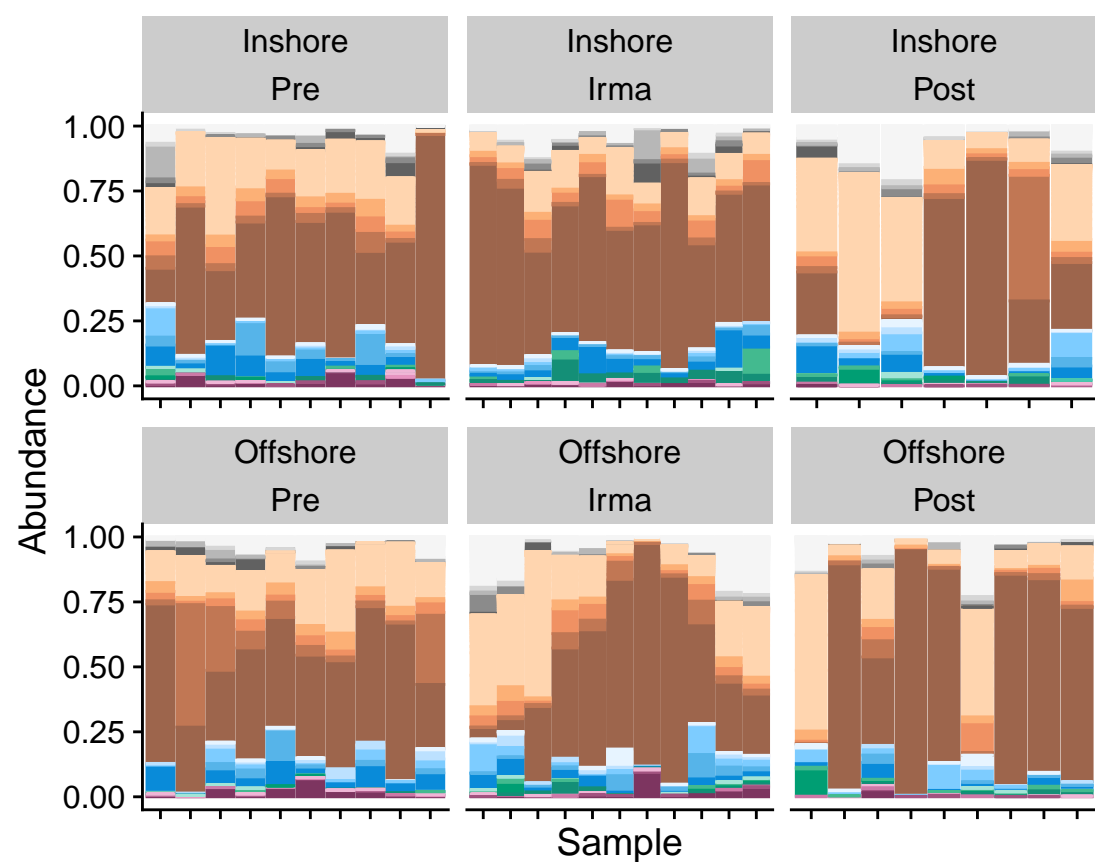 Inshore
Pre
Inshore
Irma
Inshore
Post
1.00
0.75
0.50
0.25
0.00
Abundance
Offshore
Pre
Offshore
Irma
Offshore
Post
1.00
0.75
0.50
0.25
0.00
Sample